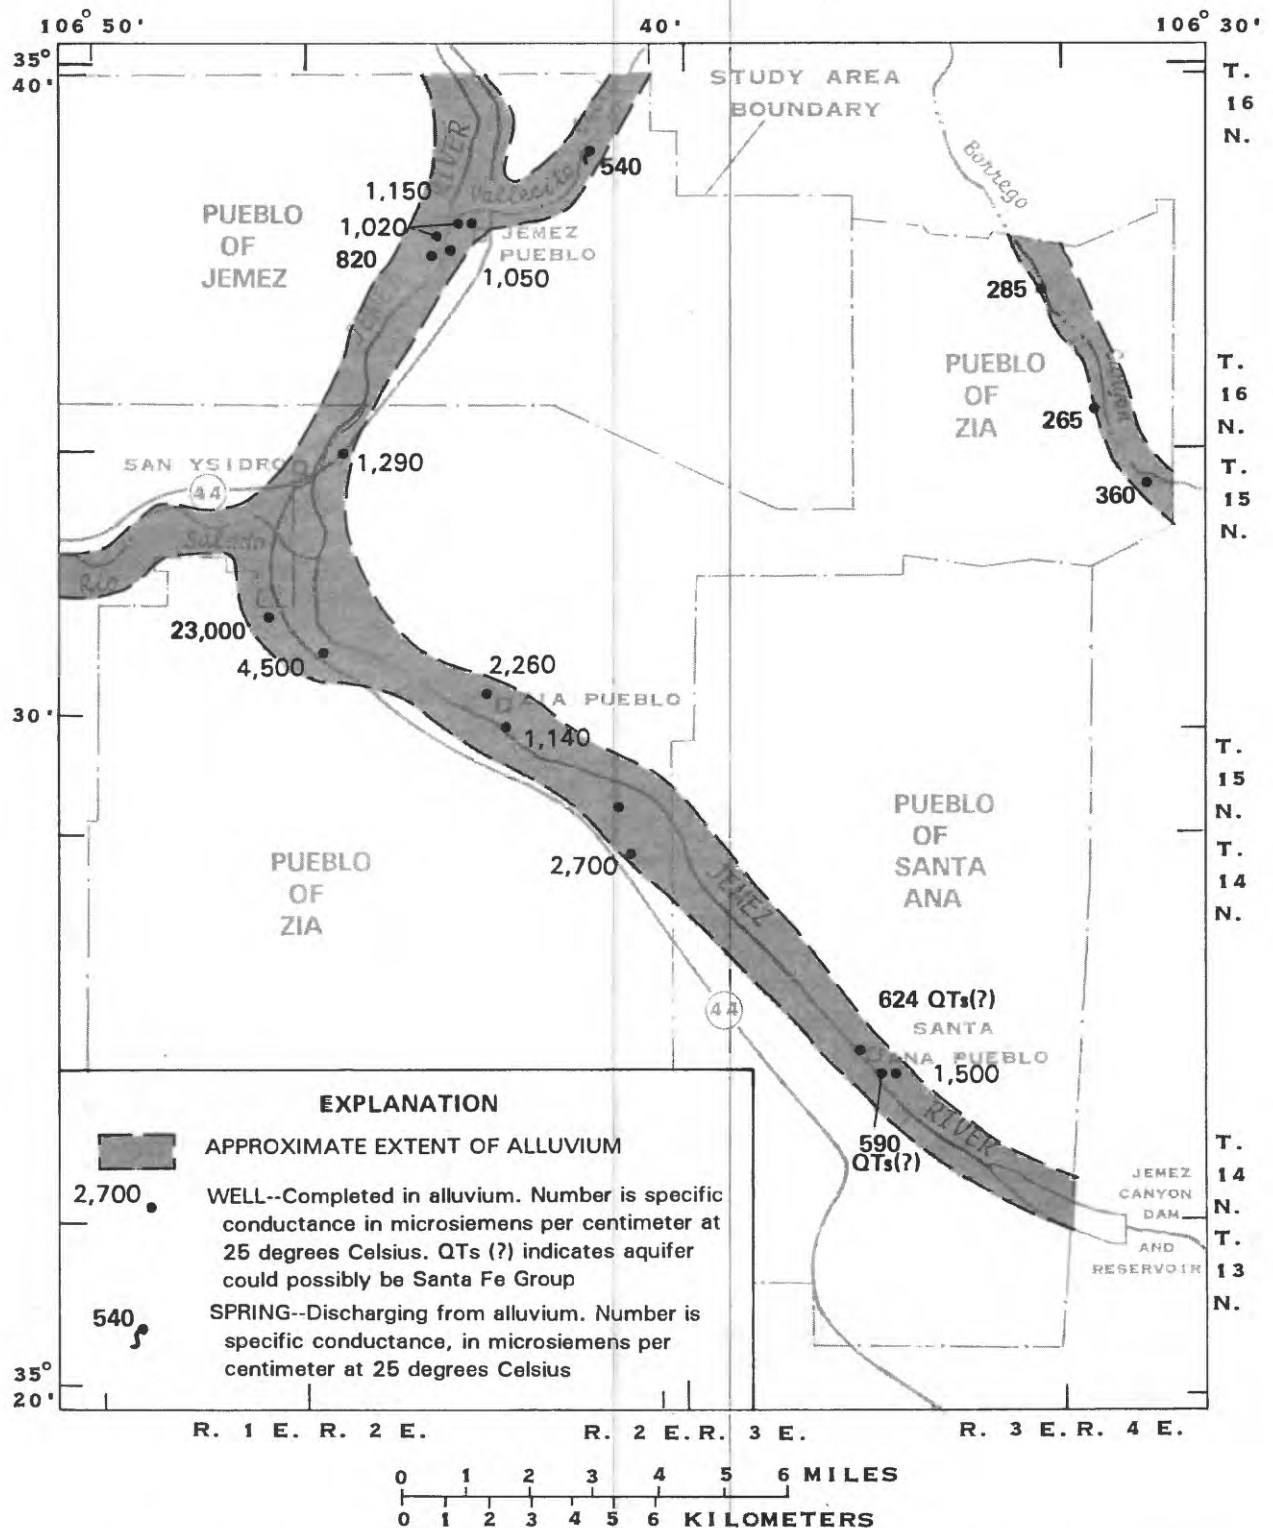 106° 50'
40'
106° 30'
35°
40'
STUDY AREA
BOUNDARY
T.
16
N.
RIVER
Vallecito
540
Borrego
1,150
PUEBLO
OF
JEMEZ
1,020
JEMEZ
PUEBLO
820
1,050
285
Canyon
PUEBLO
OF
ZIA
265
T.
16
N.
SAN YSIDRO
1,290
44
T.
15
N.
360
Rio
Salado
23,000
4,500
2,260
ZIA PUEBLO
1,140
30'
T.
15
N.
PUEBLO
OF
SANTA
ANA
T.
14
N.
PUEBLO
OF
ZIA
2,700
JEMEZ
44
624 QTs(?)
SANTA
ANA PUEBLO
1,500
590
QTs(?)
RIVER
T.
14
N.
JEMEZ
CANYON
DAM
AND
RESERVOIR
T.
13
N.
EXPLANATION
APPROXIMATE EXTENT OF ALLUVIUM
2,700
WELL--Completed in alluvium. Number is specific
conductance in microsiemens per centimeter at
25 degrees Celsius. QTs (?) indicates aquifer
could possibly be Santa Fe Group
540
SPRING--Discharging from alluvium. Number is
specific conductance, in microsiemens per
centimeter at 25 degrees Celsius
35°
20'
R. 1 E. R. 2 E.
R. 2 E. R. 3 E.
R. 3 E. R. 4 E.
0 1 2 3 4 5 6 MILES
0 1 2 3 4 5 6 KILOMETERS